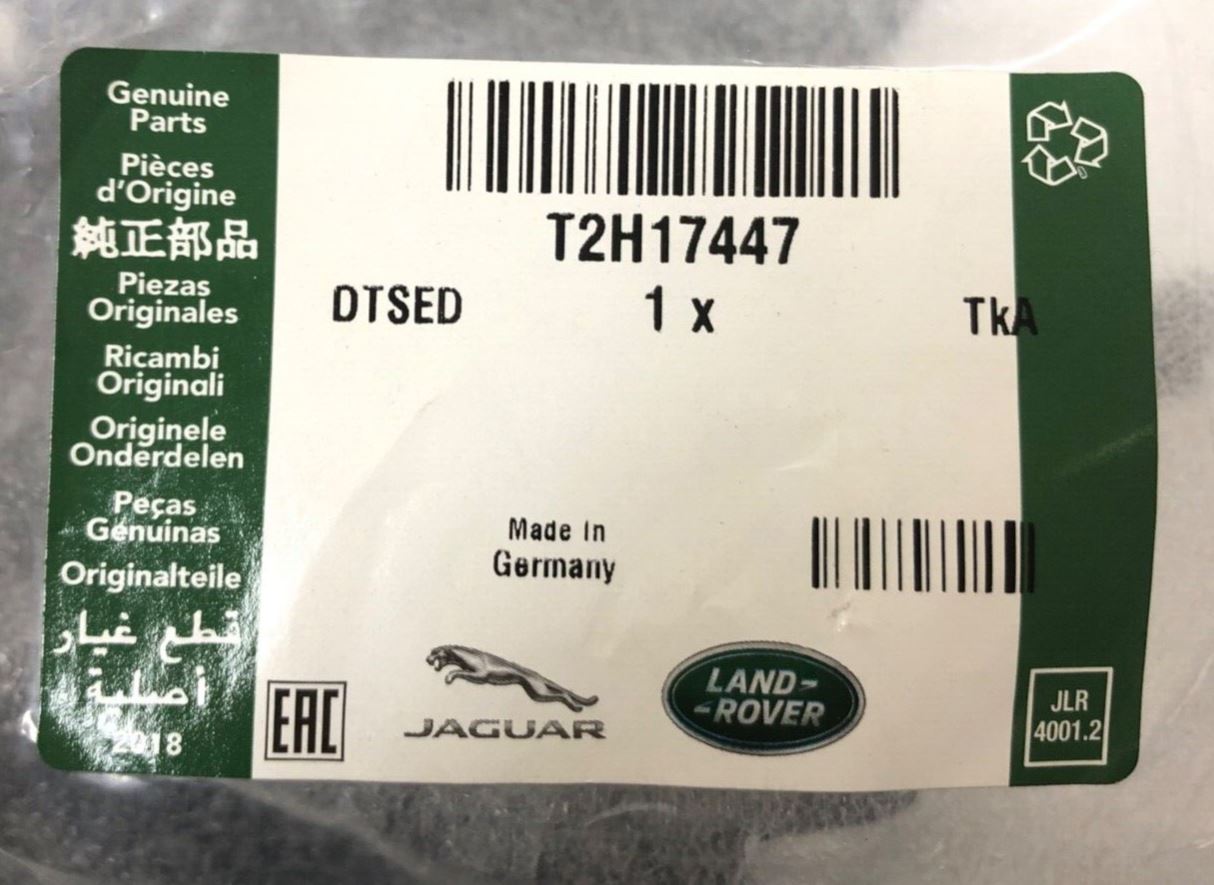 Genuine
Parts
Pièces
d'Origine
純正部品
Piezas
Originales
Ricambi
Originali
Originele
Onderdelen
Peças
Genuinas
Originalteile
قطع غيار
أصلية
2018
T2H17447
DTSED 1 x TkA
Made In
Germany
EAC
JAGUAR
LAND-
-ROVER
JLR
4001.2